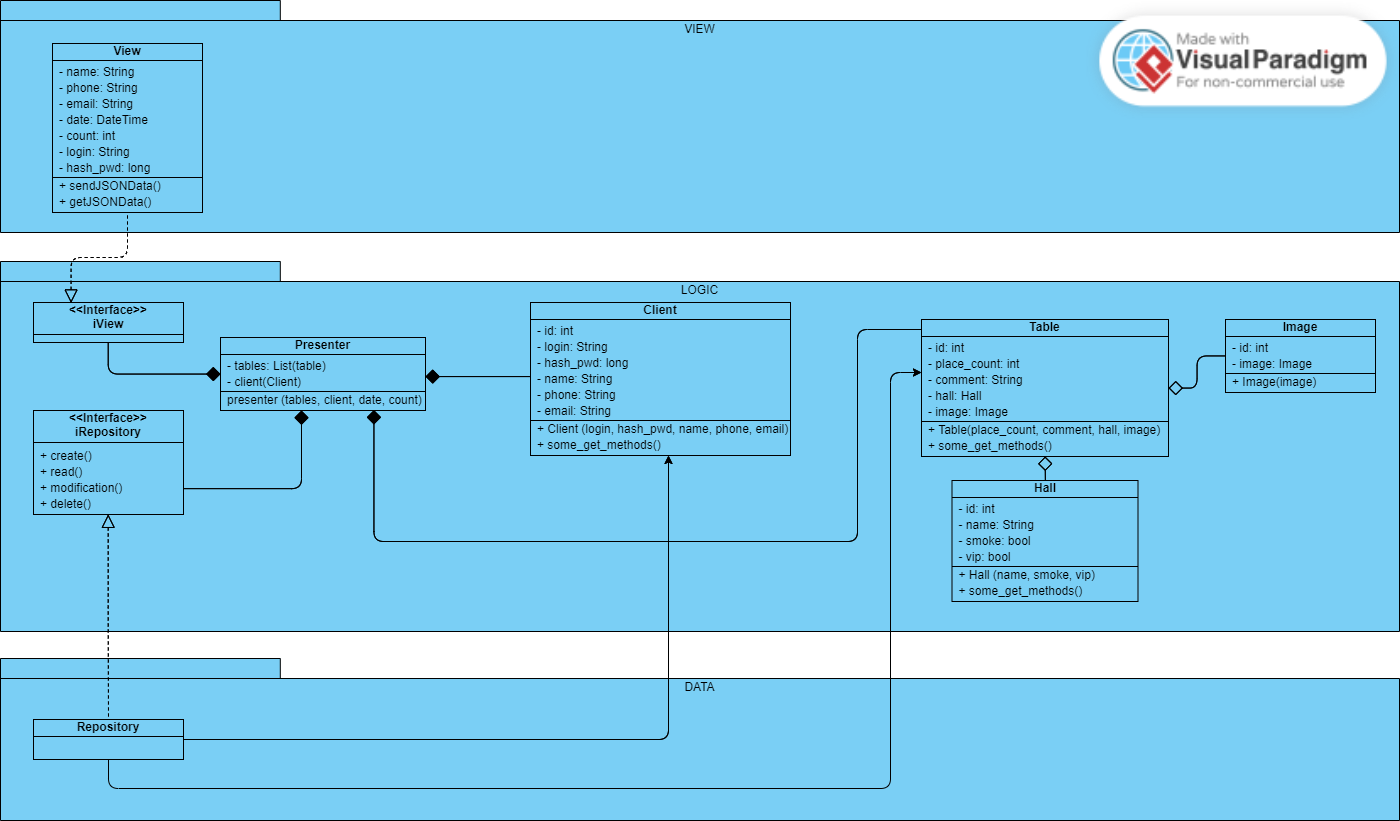 VIEW
Made with
Visual Paradigm
For non-commercial use
View
- name: String
- phone: String
- email: String
- date: DateTime
- count: int
- login: String
- hash_pwd: long
+ sendJSONData()
+ getJSONData()
LOGIC
<<Interface>>
iView
Presenter
- tables: List(table)
- client(Client)
presenter (tables, client, date, count)
<<Interface>>
iRepository
+ create()
+ read()
+ modification()
+ delete()
Client
- id: int
- login: String
- hash_pwd: long
- name: String
- phone: String
- email: String
+ Client (login, hash_pwd, name, phone, email)
+ some_get_methods()
Table
- id: int
- place_count: int
- comment: String
- hall: Hall
- image: Image
+ Table(place_count, comment, hall, image)
+ some_get_methods()
Image
- id: int
- image: Image
+ Image(image)
Hall
- id: int
- name: String
- smoke: bool
- vip: bool
+ Hall (name, smoke, vip)
+ some_get_methods()
DATA
Repository